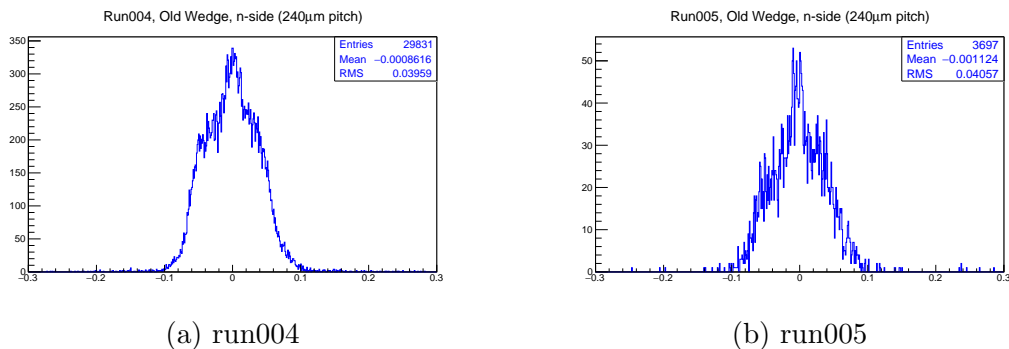 Run004, Old Wedge, n-side (240μm pitch)
Entries 29831
Mean −0.0008616
RMS 0.03959
350
300
250
200
150
100
50
0
−0.3 −0.2 −0.1 0 0.1 0.2 0.3
(a) run004
Run005, Old Wedge, n-side (240μm pitch)
Entries 3697
Mean −0.001124
RMS 0.04057
50
40
30
20
10
0
−0.3 −0.2 −0.1 0 0.1 0.2 0.3
(b) run005